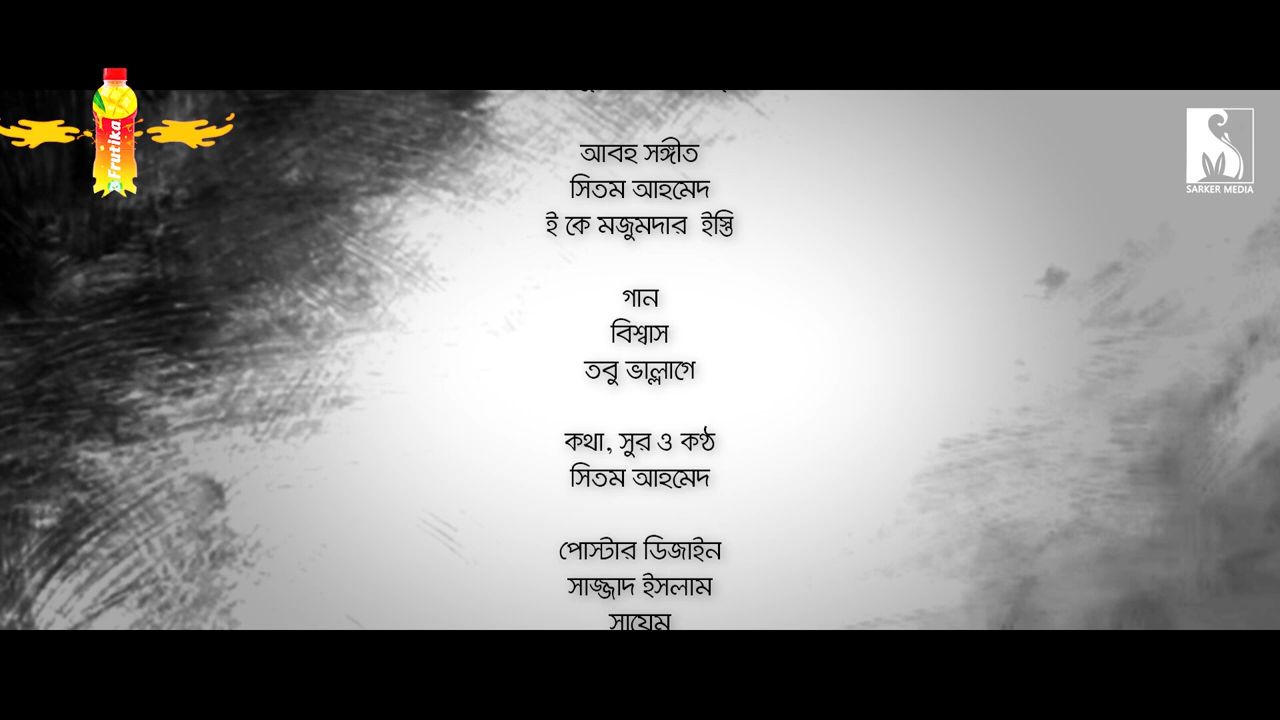 Frutika
SARKER MEDIA
আবহ সঙ্গীত
সিতম আহমেদ
ই কে মজুমদার ইস্তি
গান
বিশ্বাস
তবু ভাল্লাগে
কথা, সুর ও কণ্ঠ
সিতম আহমেদ
পোস্টার ডিজাইন
সাজ্জাদ ইসলাম
সায়েম